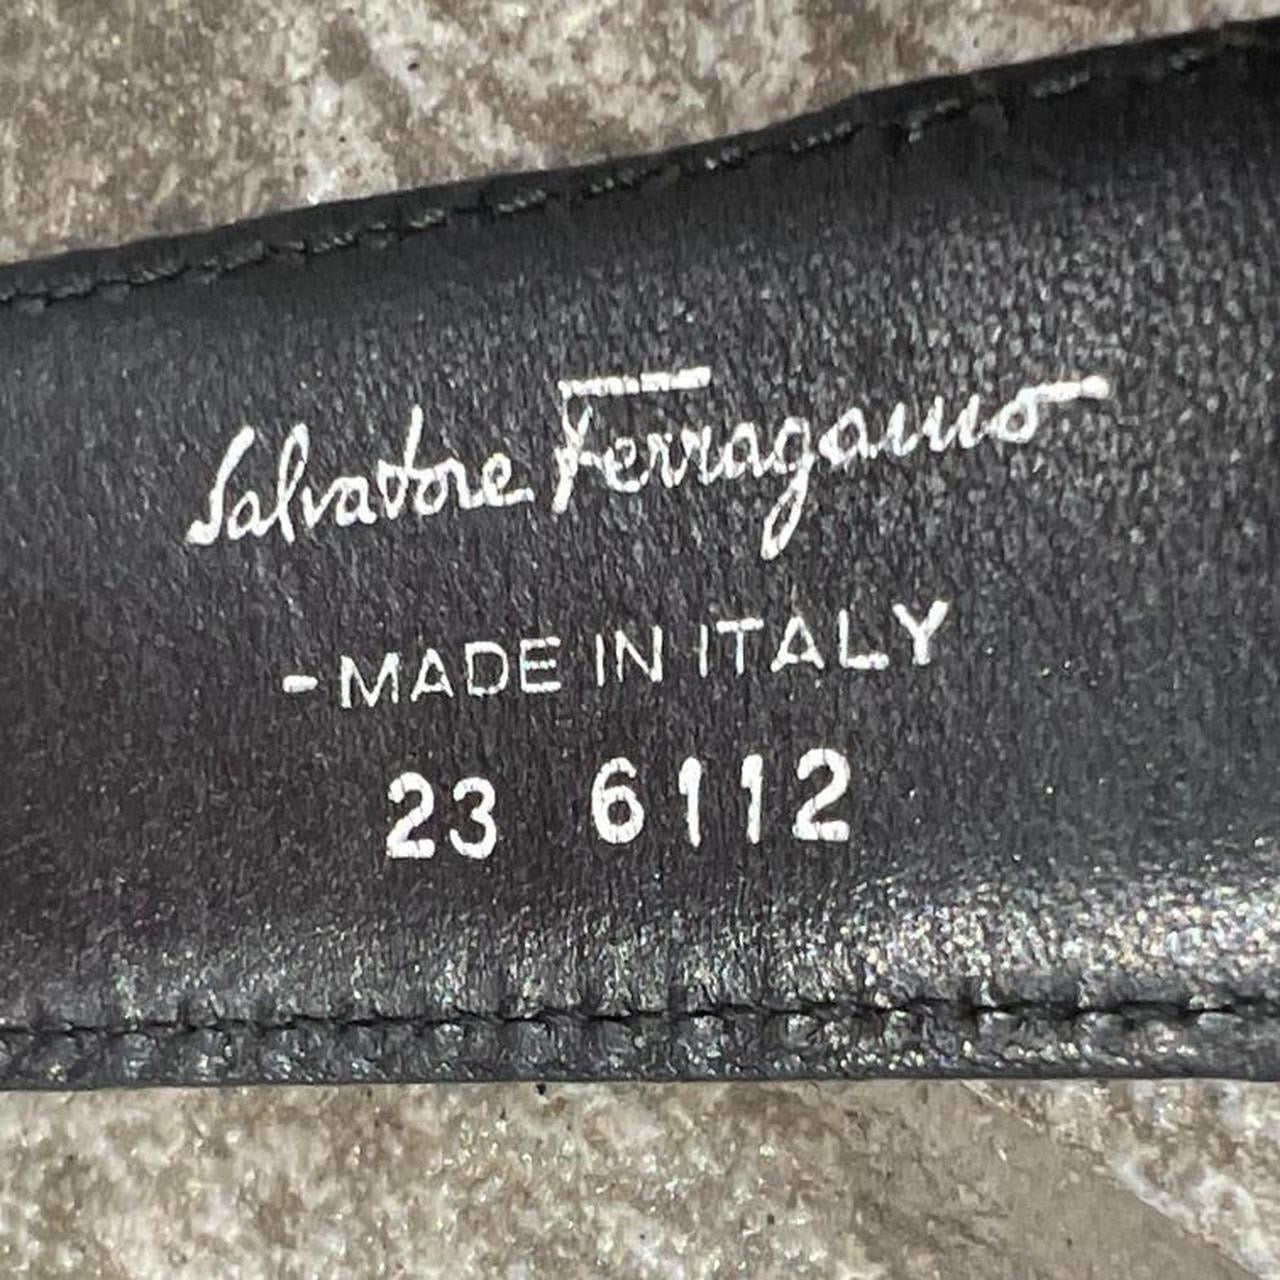 Salvatore Ferragamo
- MADE IN ITALY
23 6112